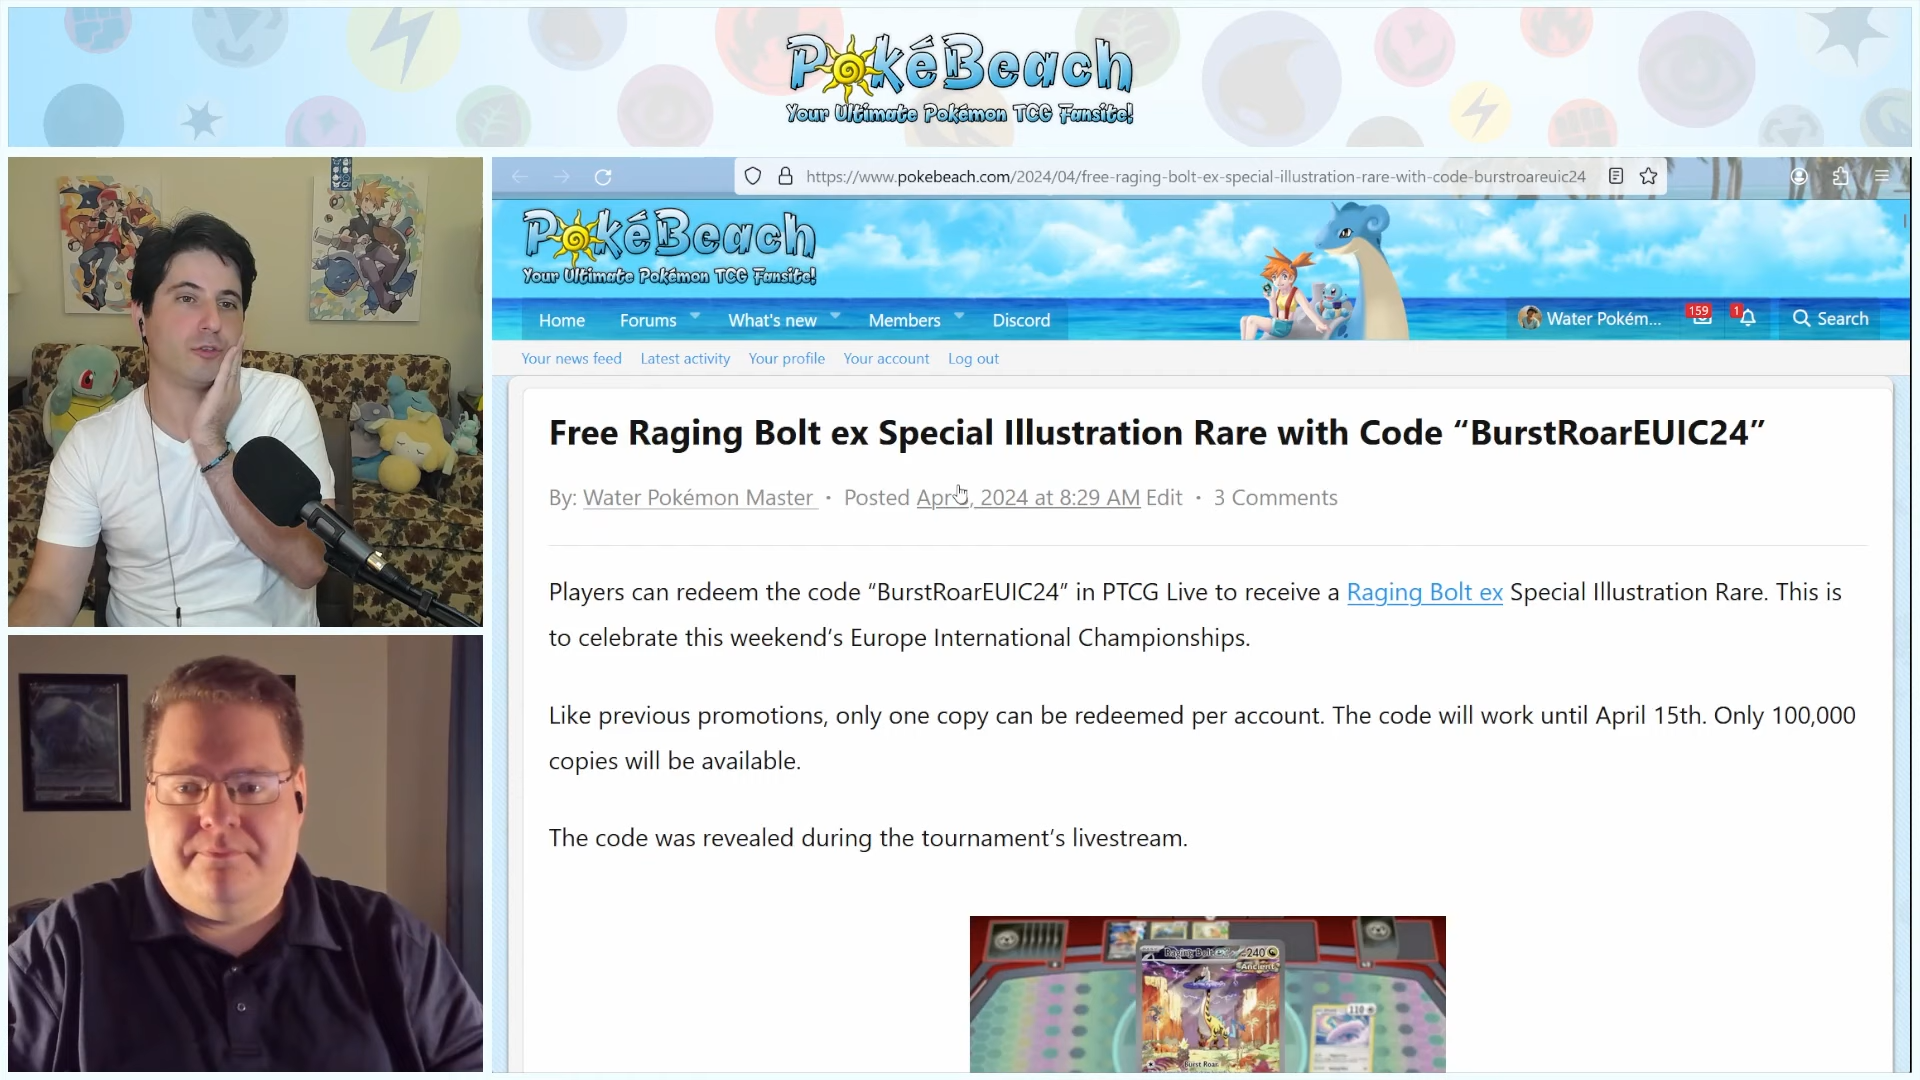 PokéBeach
Your Ultimate Pokémon TCG Fansite!
https://www.pokebeach.com/2024/04/free-raging-bolt-ex-special-illustration-rare-with-code-burstroareuic24
PokéBeach
Your Ultimate Pokémon TCG Fansite!
Home Forums What's new Members Discord
Water Pokém... 159 1 Search
Your news feed Latest activity Your profile Your account Log out
Free Raging Bolt ex Special Illustration Rare with Code “BurstRoarEUIC24”
By: Water Pokémon Master · Posted Apr , 2024 at 8:29 AM Edit · 3 Comments
Players can redeem the code “BurstRoarEUIC24” in PTCG Live to receive a Raging Bolt ex Special Illustration Rare. This is
to celebrate this weekend’s Europe International Championships.
Like previous promotions, only one copy can be redeemed per account. The code will work until April 15th. Only 100,000
copies will be available.
The code was revealed during the tournament’s livestream.
Raging Bolt 240
Ancient
110
Burst Roar